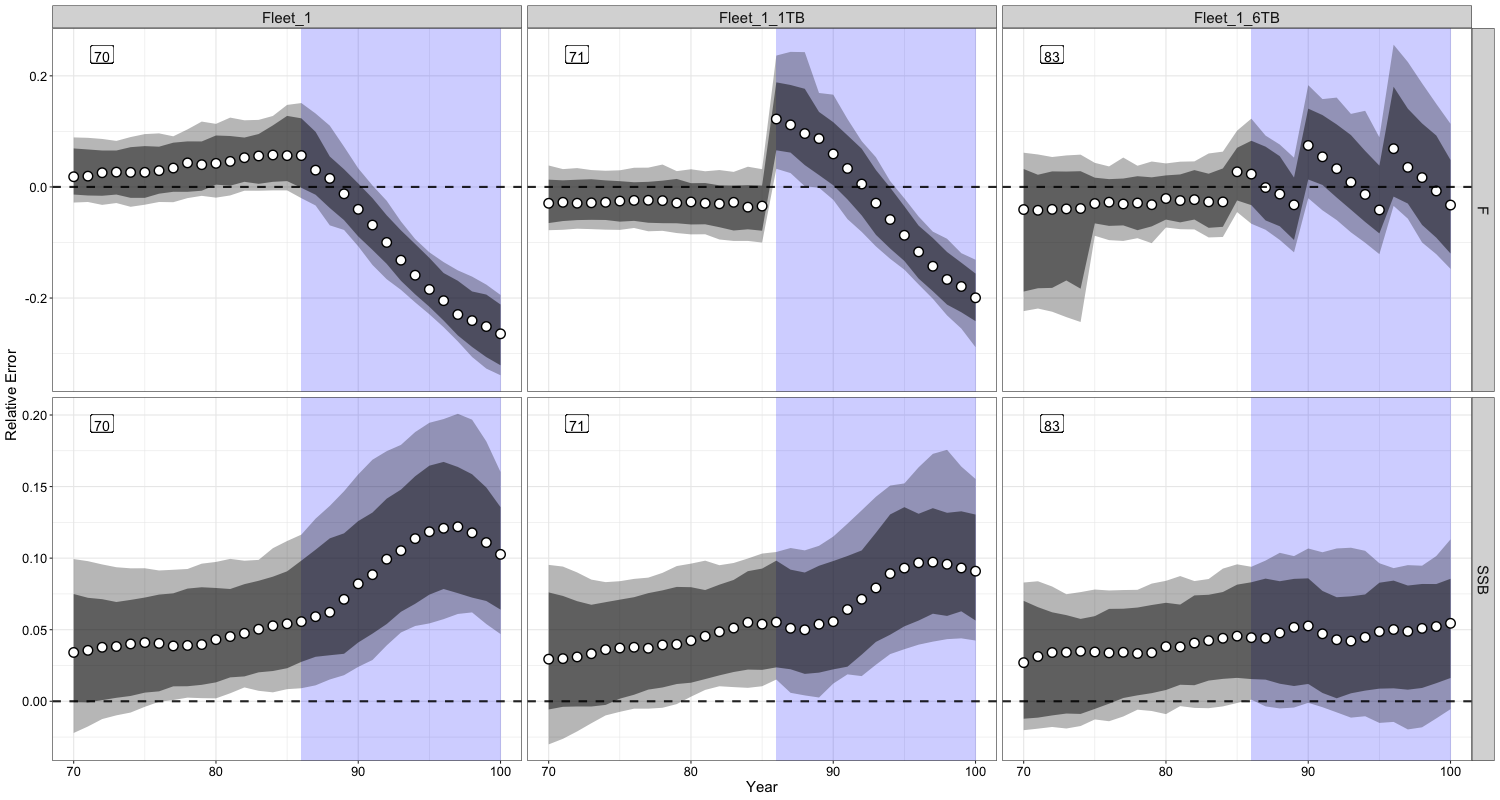 Fleet_1 Fleet_1_1TB Fleet_1_6TB
70 71 83
0.2
0.0
-0.2
F
Relative Error
70 71 83
0.20
0.15
0.10
0.05
0.00
SSB
70 80 90 100 70 80 90 100 70 80 90 100
Year